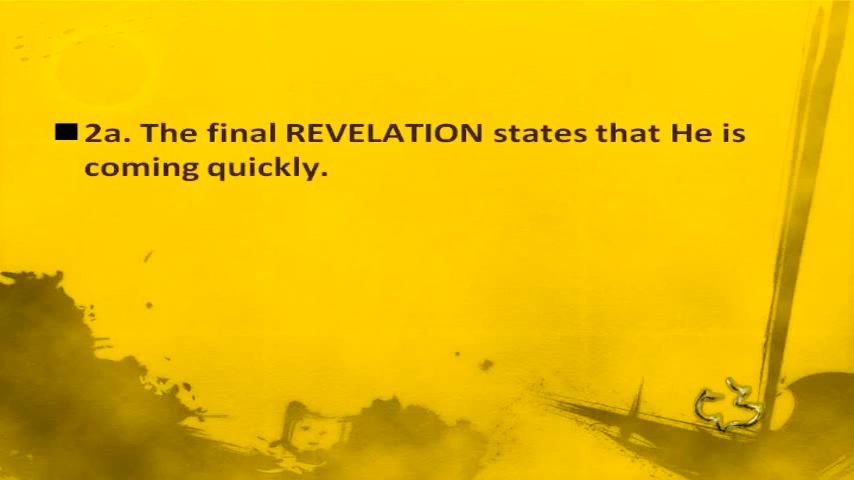 2a. The final REVELATION states that He is
coming quickly.